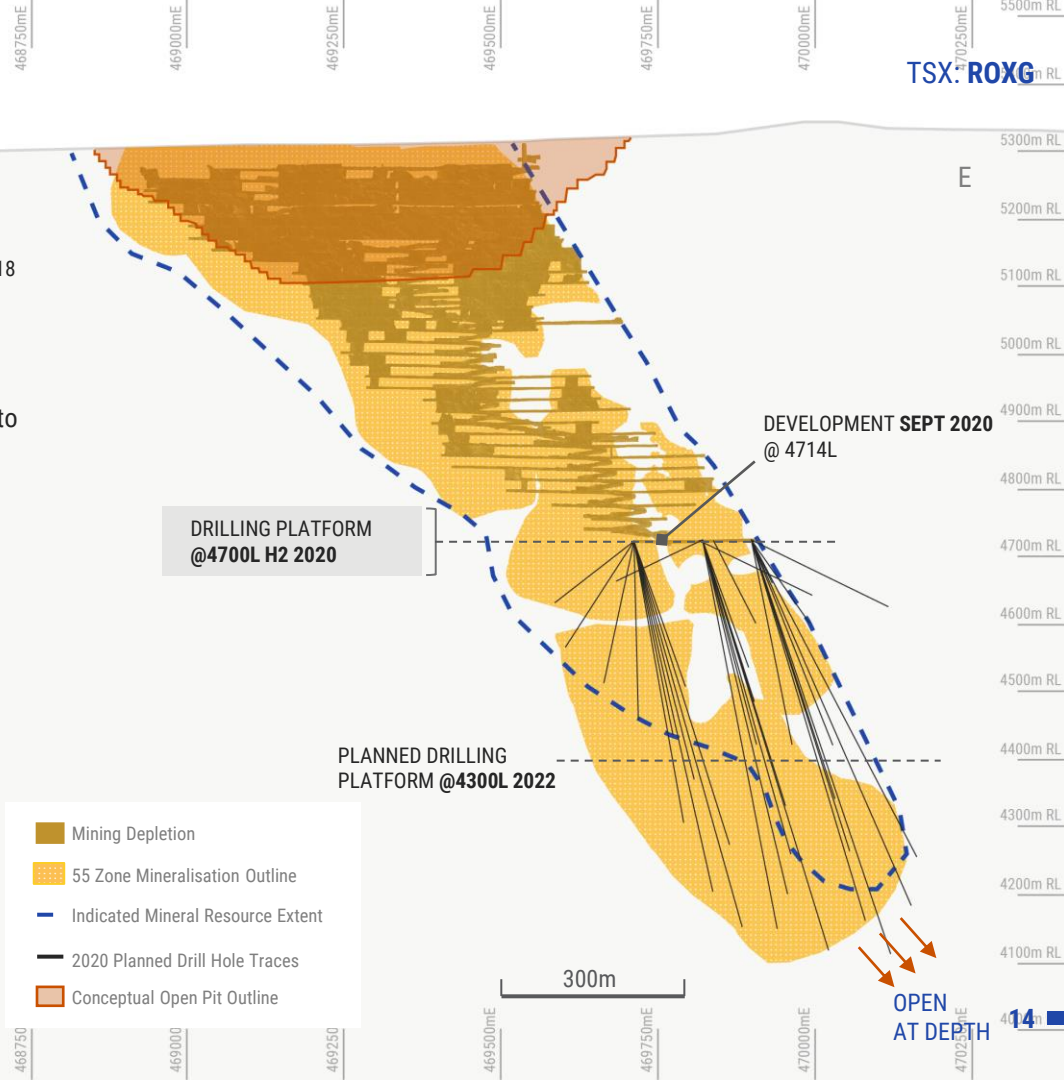 468750mE
469000mE
469250mE
469500mE
469750mE
470000mE
470250mE
5500m RL
TSX: ROXG
5300m RL
E
5200m RL
18
5100m RL
5000m RL
to
4900m RL
DEVELOPMENT SEPT 2020
@ 4714L
4800m RL
DRILLING PLATFORM
@4700L H2 2020
4700m RL
4600m RL
4500m RL
4400m RL
PLANNED DRILLING
PLATFORM @4300L 2022
4300m RL
Mining Depletion
55 Zone Mineralisation Outline
4200m RL
Indicated Mineral Resource Extent
2020 Planned Drill Hole Traces
4100m RL
Conceptual Open Pit Outline
300m
OPEN
AT DEPTH
14
468750
469000mE
469250
469500mE
469750mE
470000mE